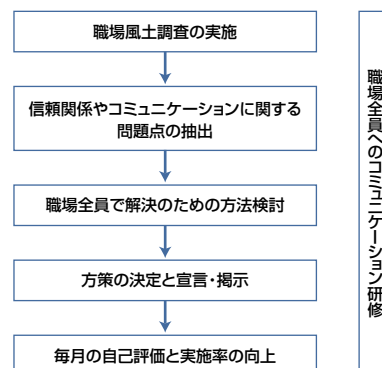 職場風土調査の実施
信頼関係やコミュニケーションに関する
問題点の抽出
職場全員で解決のための方法検討
方策の決定と宣言・掲示
毎月の自己評価と実施率の向上
職場全員へのコミュニケーション研修